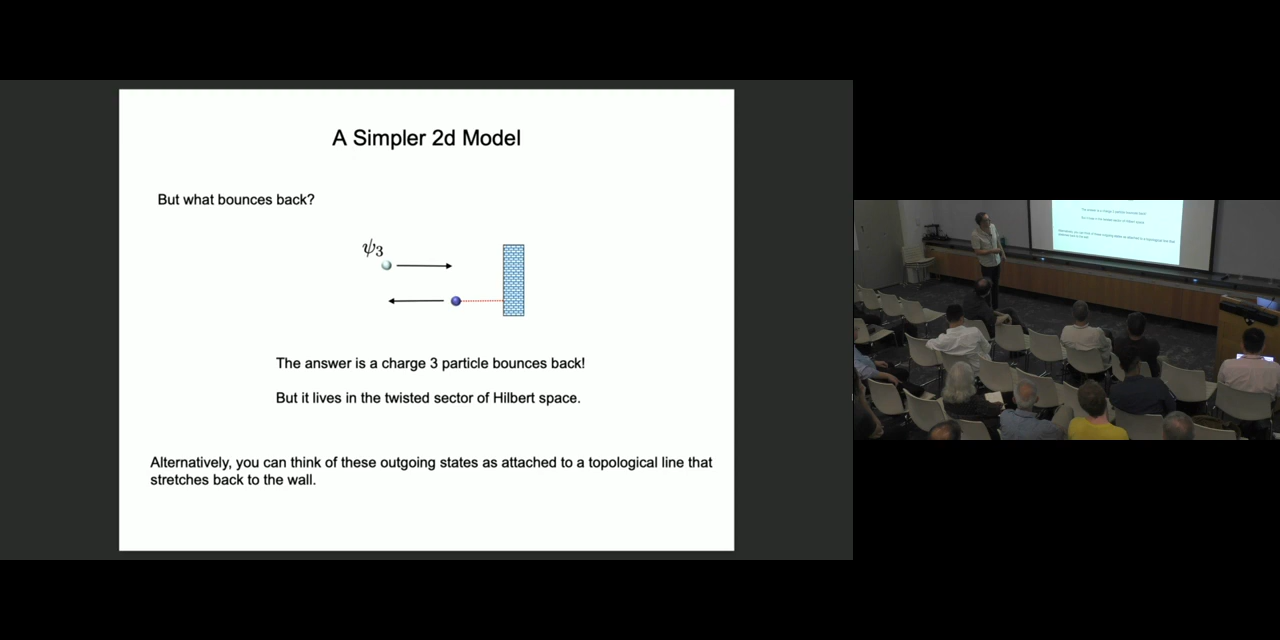 A Simpler 2d Model
But what bounces back?
ψ3
The answer is a charge 3 particle bounces back!
But it lives in the twisted sector of Hilbert space.
Alternatively, you can think of these outgoing states as attached to a topological line that
stretches back to the wall.